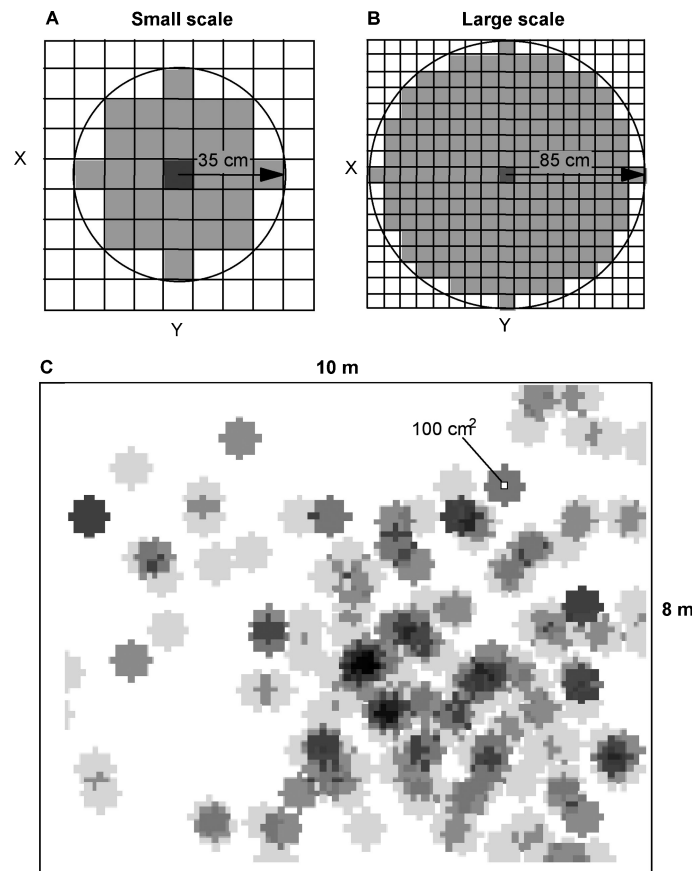 A Small scale
B Large scale
X
35 cm
Y
X
85 cm
Y
C
10 m
100 cm2
8 m